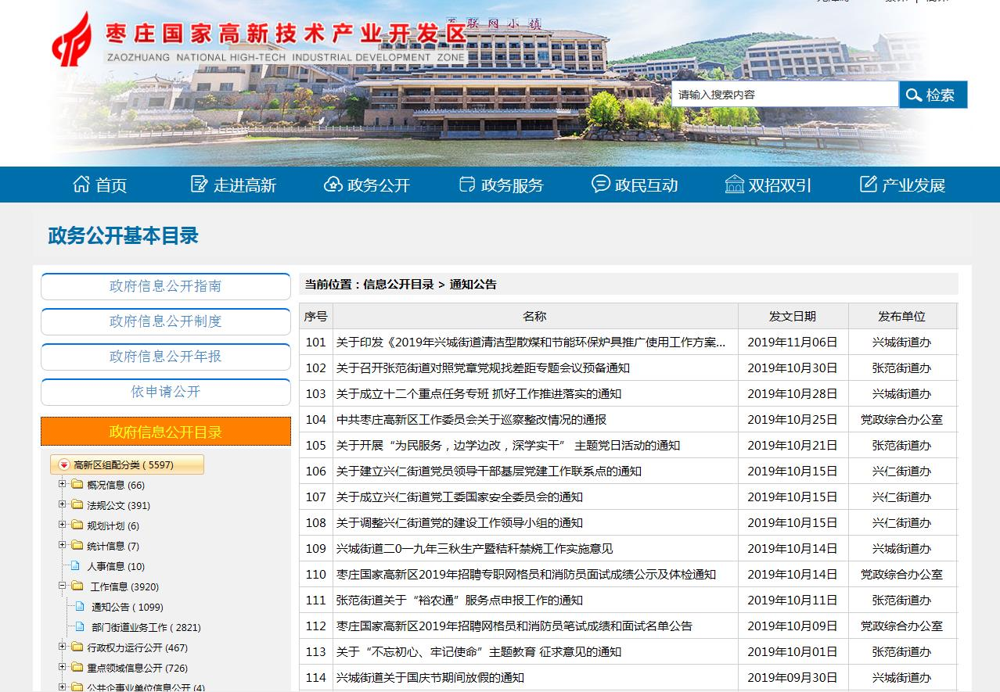 枣庄国家高新技术产业开发区
ZAOZHUANG NATIONAL HIGH-TECH INDUSTRIAL DEVELOPMENT ZONE
互联网小镇
请输入搜索内容
检索
首页 走进高新 政务公开 政务服务 政民互动 双招双引 产业发展
政务公开基本目录
政府信息公开指南
政府信息公开制度
政府信息公开年报
依申请公开
政府信息公开目录
高新区组配分类 ( 5597)
概况信息 (66)
法规公文 (391)
规划计划 (6)
统计信息 (7)
人事信息 (10)
工作信息 (3920)
通知公告 ( 1099)
部门街道业务工作 ( 2821)
行政权力运行公开 (467)
重点领域信息公开 (726)
公共企事业单位信息公开 (4)
当前位置：信息公开目录 > 通知公告
序号 名称 发文日期 发布单位
101 关于印发《2019年兴城街道清洁型散煤和节能环保炉具推广使用工作方案... 2019年11月06日 兴城街道办
102 关于召开张范街道对照党章党规找差距专题会议预备通知 2019年10月30日 张范街道办
103 关于成立十二个重点任务专班 抓好工作推进落实的通知 2019年10月28日 兴城街道办
104 中共枣庄高新区工作委员会关于巡察整改情况的通报 2019年10月25日 党政综合办公室
105 关于开展“为民服务，边学边改，深学实干” 主题党日活动的通知 2019年10月21日 张范街道办
106 关于建立兴仁街道党员领导干部基层党建工作联系点的通知 2019年10月15日 兴仁街道办
107 关于成立兴仁街道党工委国家安全委员会的通知 2019年10月15日 兴仁街道办
108 关于调整兴仁街道党的建设工作领导小组的通知 2019年10月15日 兴仁街道办
109 兴城街道二0一九年三秋生产暨秸秆禁烧工作实施意见 2019年10月14日 兴城街道办
110 枣庄国家高新区2019年招聘专职网格员和消防员面试成绩公示及体检通知 2019年10月14日 党政综合办公室
111 张范街道关于“裕农通”服务点申报工作的通知 2019年10月11日 张范街道办
112 枣庄国家高新区2019年招聘网格员和消防员笔试成绩和面试名单公告 2019年10月09日 党政综合办公室
113 关于“不忘初心、牢记使命”主题教育 征求意见的通知 2019年10月01日 张范街道办
114 兴城街道关于国庆节期间放假的通知 2019年09月30日 兴城街道办